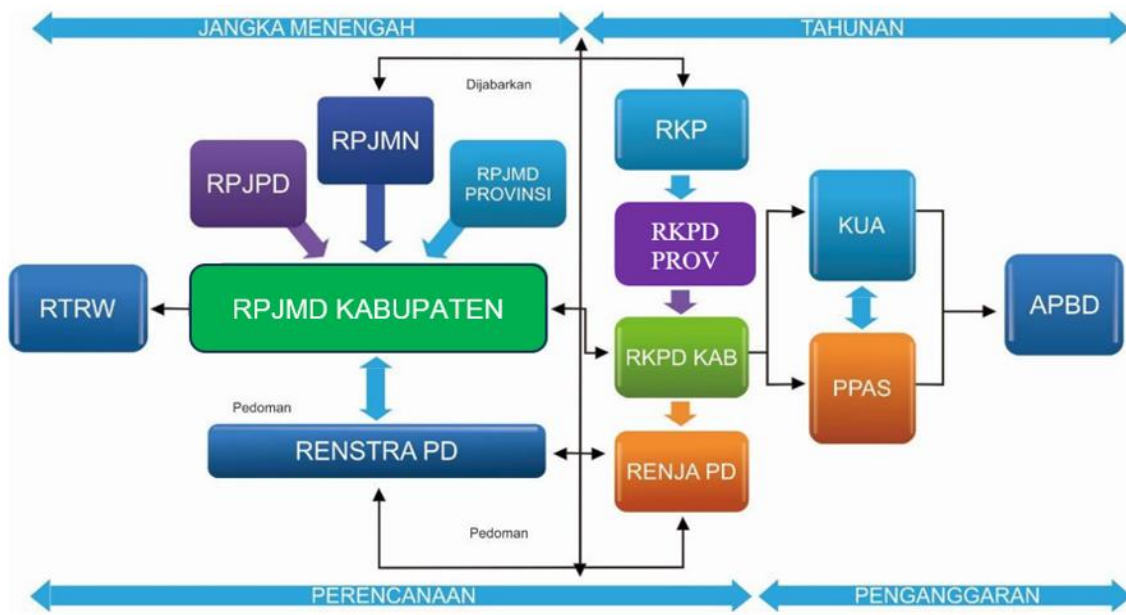 JANGKA MENENGAH
TAHUNAN
Dijabarkan
RPJMN
RKP
RPJPD
RPJMD
PROVINSI
KUA
RKPD
PROV
RTRW
RPJMD KABUPATEN
APBD
RKPD KAB
PPAS
Pedoman
RENSTRA PD
RENJA PD
Pedoman
PERENCANAAN
PENGANGGARAN